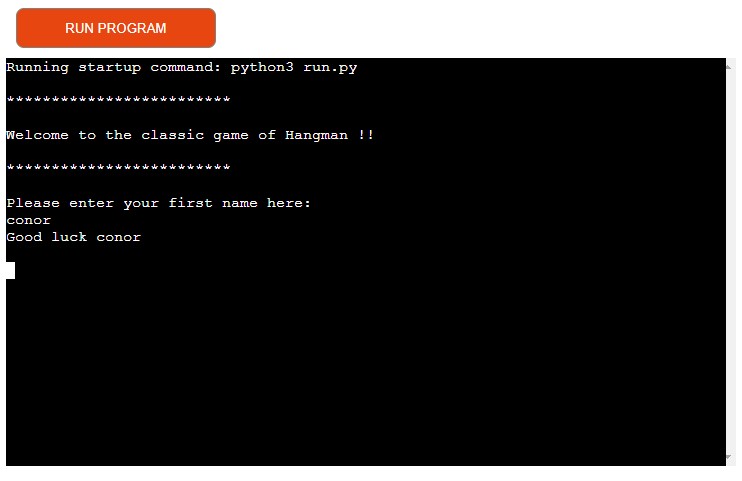 RUN PROGRAM
Running startup command: python3 run.py
*************************
Welcome to the classic game of Hangman !!
*************************
Please enter your first name here:
conor
Good luck conor